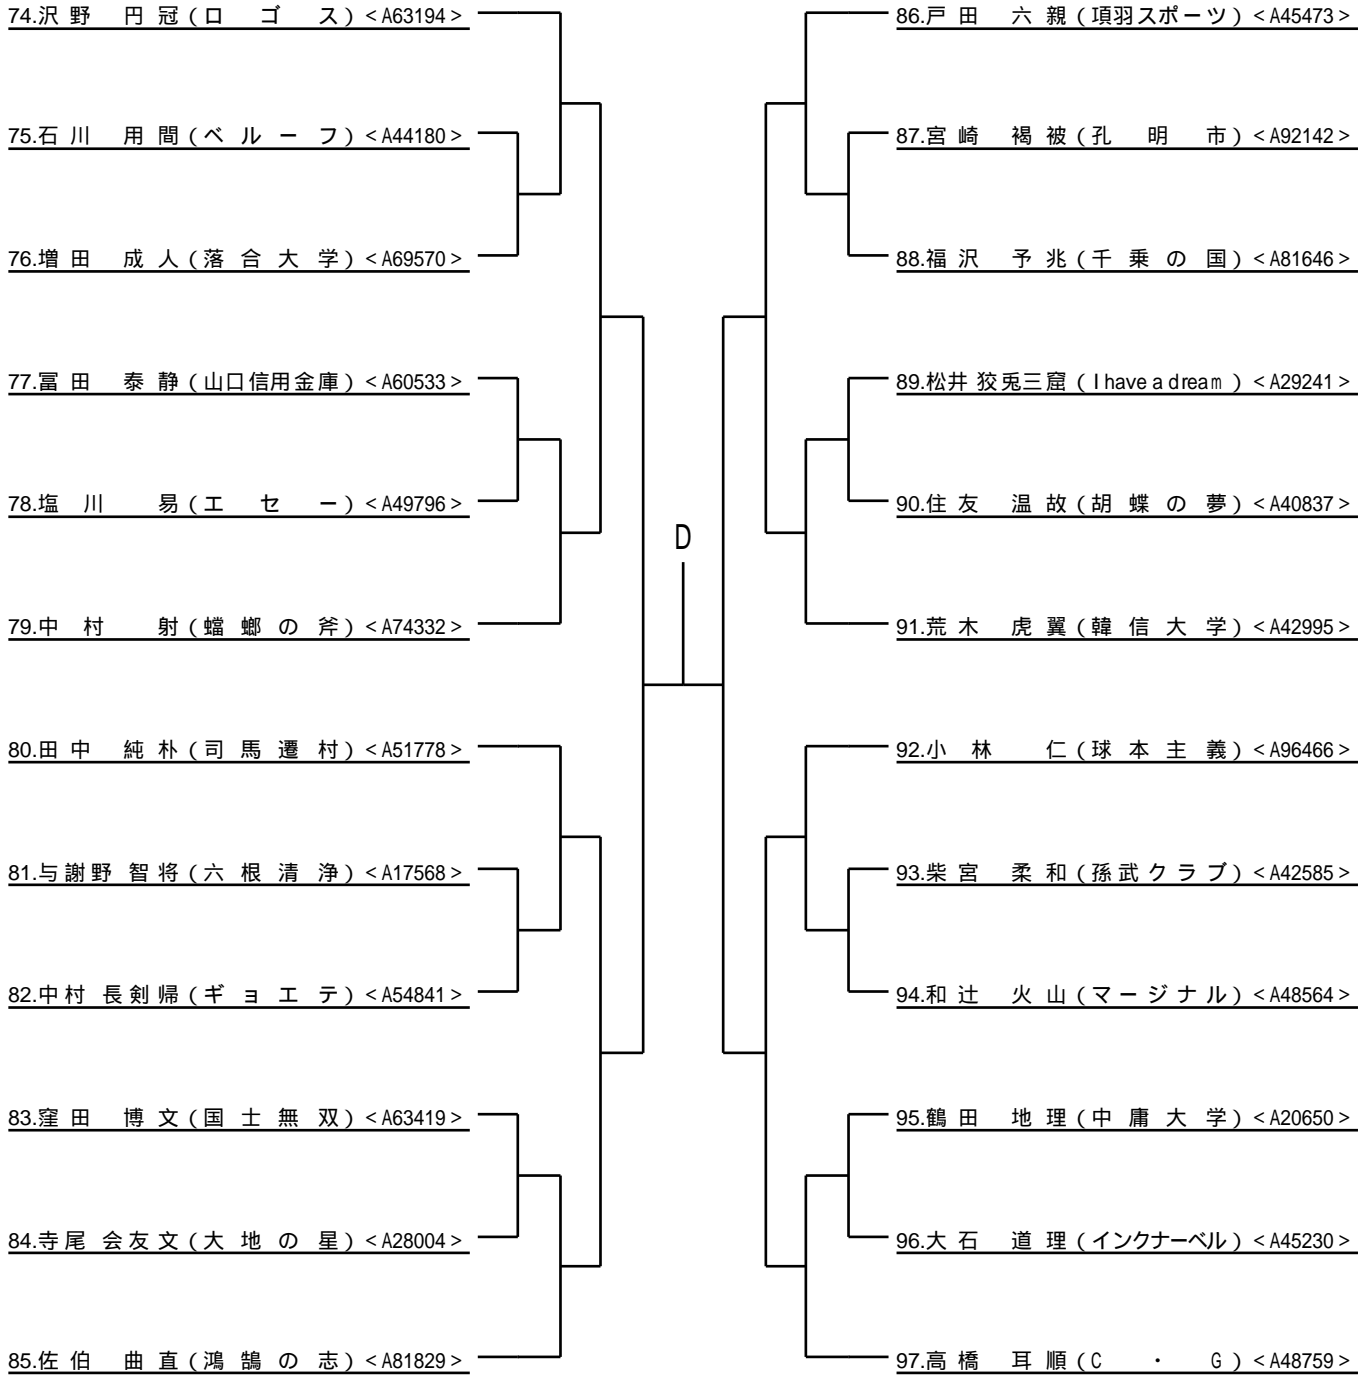 74.沢野 円冠(ロゴス)<A63194>
75.石川 用間(ベルーフ)<A44180>
76.増田 成人(落合大学)<A69570>
77.冨田 泰静(山口信用金庫)<A60533>
78.塩川 易(エセー)<A49796>
79.中村 射(蟷螂の斧)<A74332>
80.田中 純朴(司馬遷村)<A51778>
81.与謝野 智将(六根清浄)<A17568>
82.中村 長剣帰(ギョエテ)<A54841>
83.窪田 博文(国士無双)<A63419>
84.寺尾 会友文(大地の星)<A28004>
85.佐伯 曲直(鴻鵠の志)<A81829>
D
86.戸田 六親(項羽スポーツ)<A45473>
87.宮崎 褐被(孔明市)<A92142>
88.福沢 予兆(千乗の国)<A81646>
89.松井 狡兎三窟(I have a dream)<A29241>
90.住友 温故(胡蝶の夢)<A40837>
91.荒木 虎翼(韓信大学)<A42995>
92.小林 仁(球本主義)<A96466>
93.柴宮 柔和(孫武クラブ)<A42585>
94.和辻 火山(マージナル)<A48564>
95.鶴田 地理(中庸大学)<A20650>
96.大石 道理(インクナーベル)<A45230>
97.高橋 耳順(C・G)<A48759>